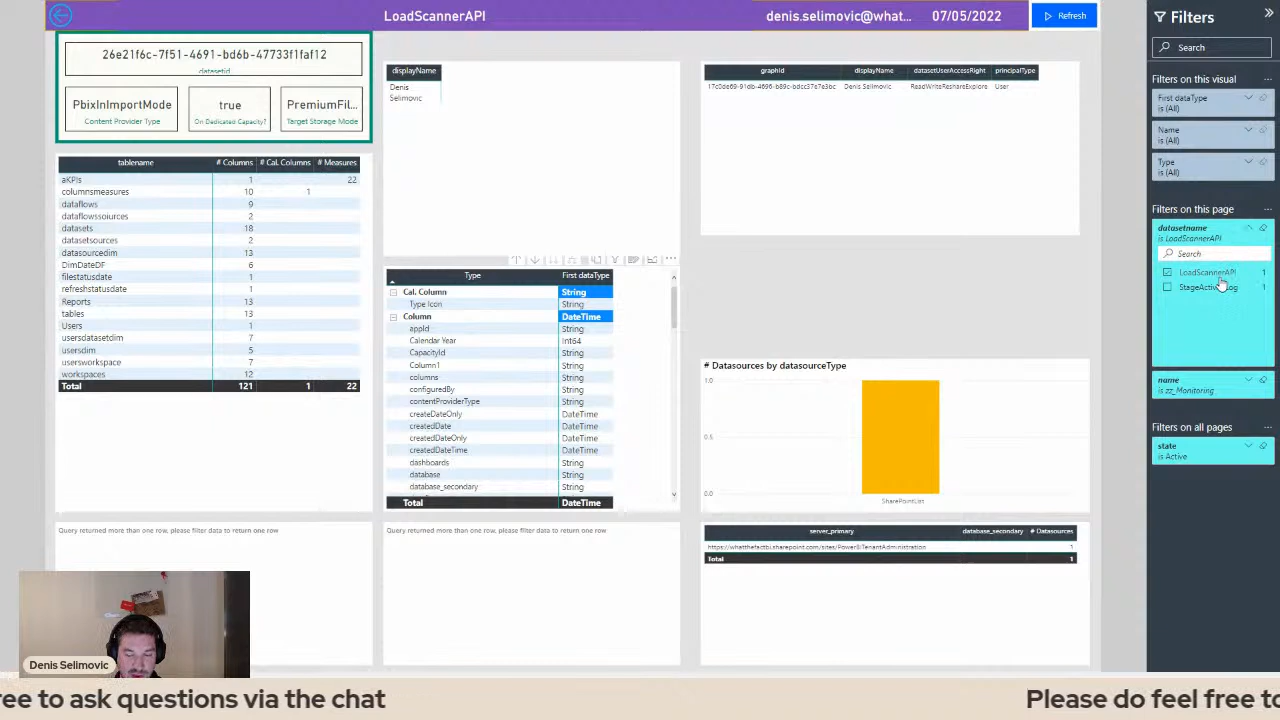 LoadScannerAPI
denis.selimovic@what...
07/05/2022
Refresh
26e21f6c-7f51-4691-bd6b-47733f1faf12
datasetid
PbixInImportMode
Content Provider Type
true
On Dedicated Capacity?
PremiumFil...
Target Storage Mode
tablename # Columns # Cal. Columns # Measures
aKPIs 1 22
columnsmeasures 10 1
dataflows 9
dataflowssoiurces 2
datasets 18
datasetsources 2
datasourcedim 13
DimDateDF 6
filestatusdate 1
refreshstatusdate 1
Reports 13
tables 13
Users 1
usersdatasetdim 7
usersdim 5
usersworkspace 7
workspaces 12
Total 121 1 22
Query returned more than one row, please filter data to return one row
displayName
Denis
Selimovic
Type First dataType
Cal. Column String
Type Icon String
Column DateTime
appId String
Calendar Year Int64
CapacityId String
Column1 String
columns String
configuredBy String
contentProviderType String
createDateOnly DateTime
createdDate DateTime
createdDateOnly DateTime
createdDateTime DateTime
dashboards String
database String
database_secondary String
Total DateTime
Query returned more than one row, please filter data to return one row
graphId displayName datasetUserAccessRight principalType
Denis Selimovic ReadWriteReshareExplore User
# Datasources by datasourceType
1.0
0.5
0.0
SharePointList
server_primary database_secondary # Datasources
https://whatthefactbi.sharepoint.com/sites/PowerBITenantAdministration 1
Total 1
Filters
Search
Filters on this visual
First dataType
is (All)
Name
is (All)
Type
is (All)
Filters on this page
datasetname
is LoadScannerAPI
Search
LoadScannerAPI 1
1
name
is zz_Monitoring
Filters on all pages
state
is Active
Denis Selimovic
ree to ask questions via the chat
Please do feel free to